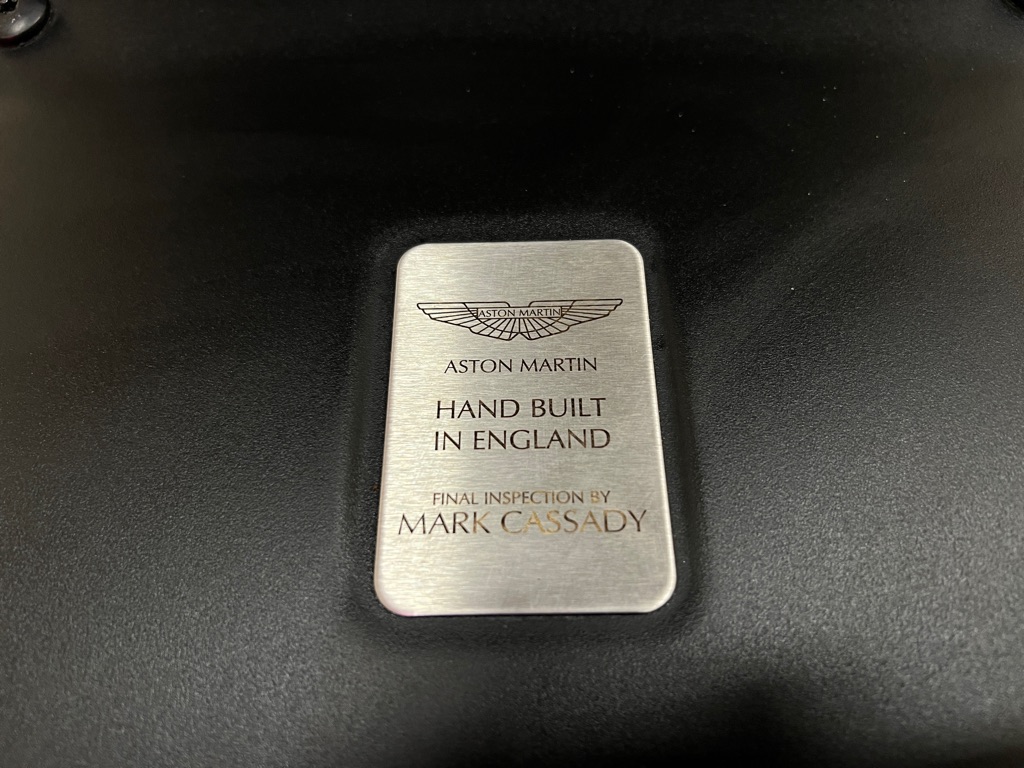 ASTON MARTIN
ASTON MARTIN
HAND BUILT
IN ENGLAND
FINAL INSPECTION BY
MARK CASSADY